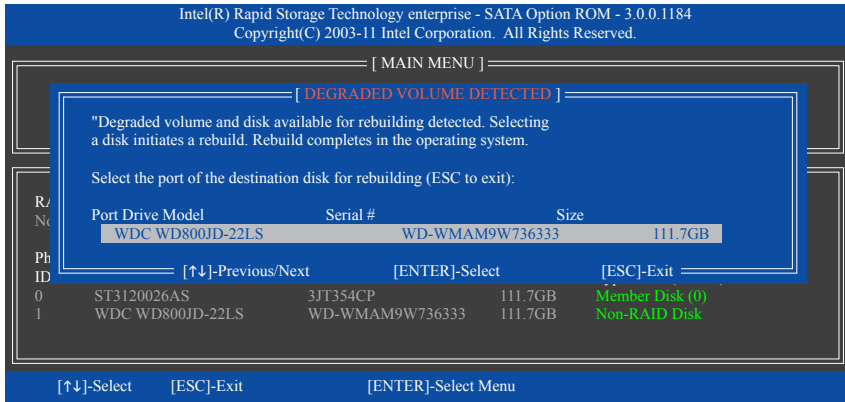 Intel(R) Rapid Storage Technology enterprise - SATA Option ROM - 3.0.0.1184
Copyright(C) 2003-11 Intel Corporation. All Rights Reserved.
[ MAIN MENU ]
[ DEGRADED VOLUME DETECTED ]
"Degraded volume and disk available for rebuilding detected. Selecting
a disk initiates a rebuild. Rebuild completes in the operating system.
Select the port of the destination disk for rebuilding (ESC to exit):
Port Drive Model Serial # Size
WDC WD800JD-22LS WD-WMAM9W736333 111.7GB
[↑↓]-Previous/Next [ENTER]-Select [ESC]-Exit
ID
0 ST3120026AS 3JT354CP 111.7GB Member Disk (0)
1 WDC WD800JD-22LS WD-WMAM9W736333 111.7GB Non-RAID Disk
[↑↓]-Select [ESC]-Exit [ENTER]-Select Menu